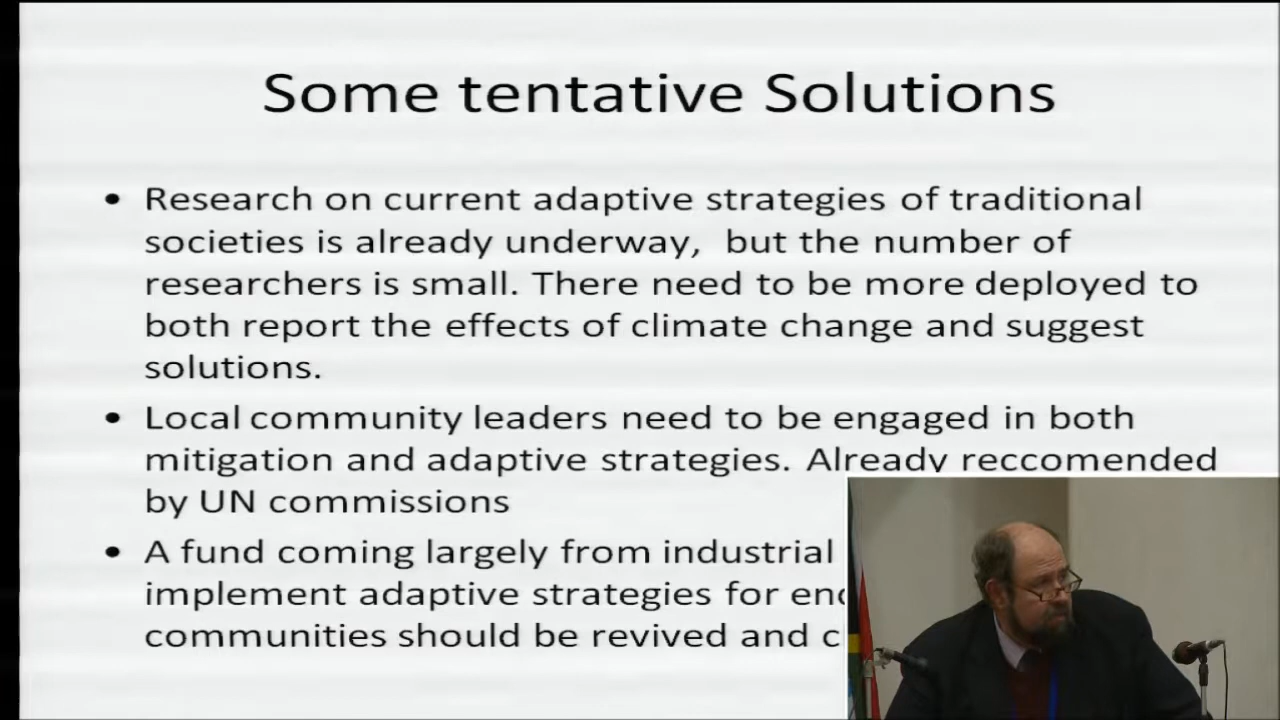 Some tentative Solutions
• Research on current adaptive strategies of traditional
societies is already underway, but the number of
researchers is small. There need to be more deployed to
both report the effects of climate change and suggest
solutions.
• Local community leaders need to be engaged in both
mitigation and adaptive strategies. Already reccomended
by UN commissions
• A fund coming largely from industrial
implement adaptive strategies for
communities should be revived and